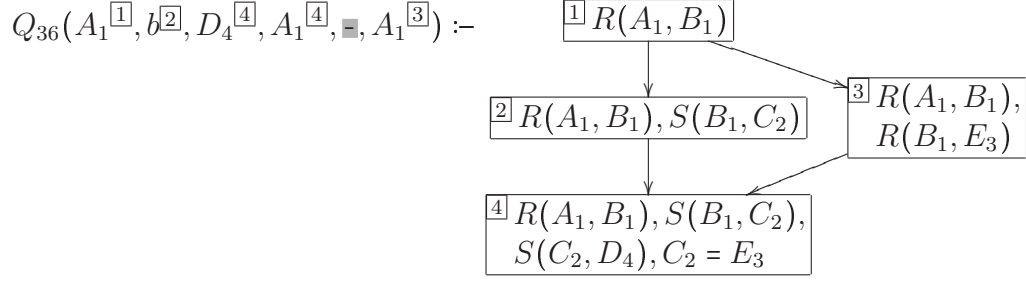 Q₃₆(A₁[1], b[2], D₄[4], A₁[4], -, A₁[3]) :−
[1] R(A₁, B₁)
[2] R(A₁, B₁), S(B₁, C₂)
[3] R(A₁, B₁),
R(B₁, E₃)
[4] R(A₁, B₁), S(B₁, C₂),
S(C₂, D₄), C₂ = E₃